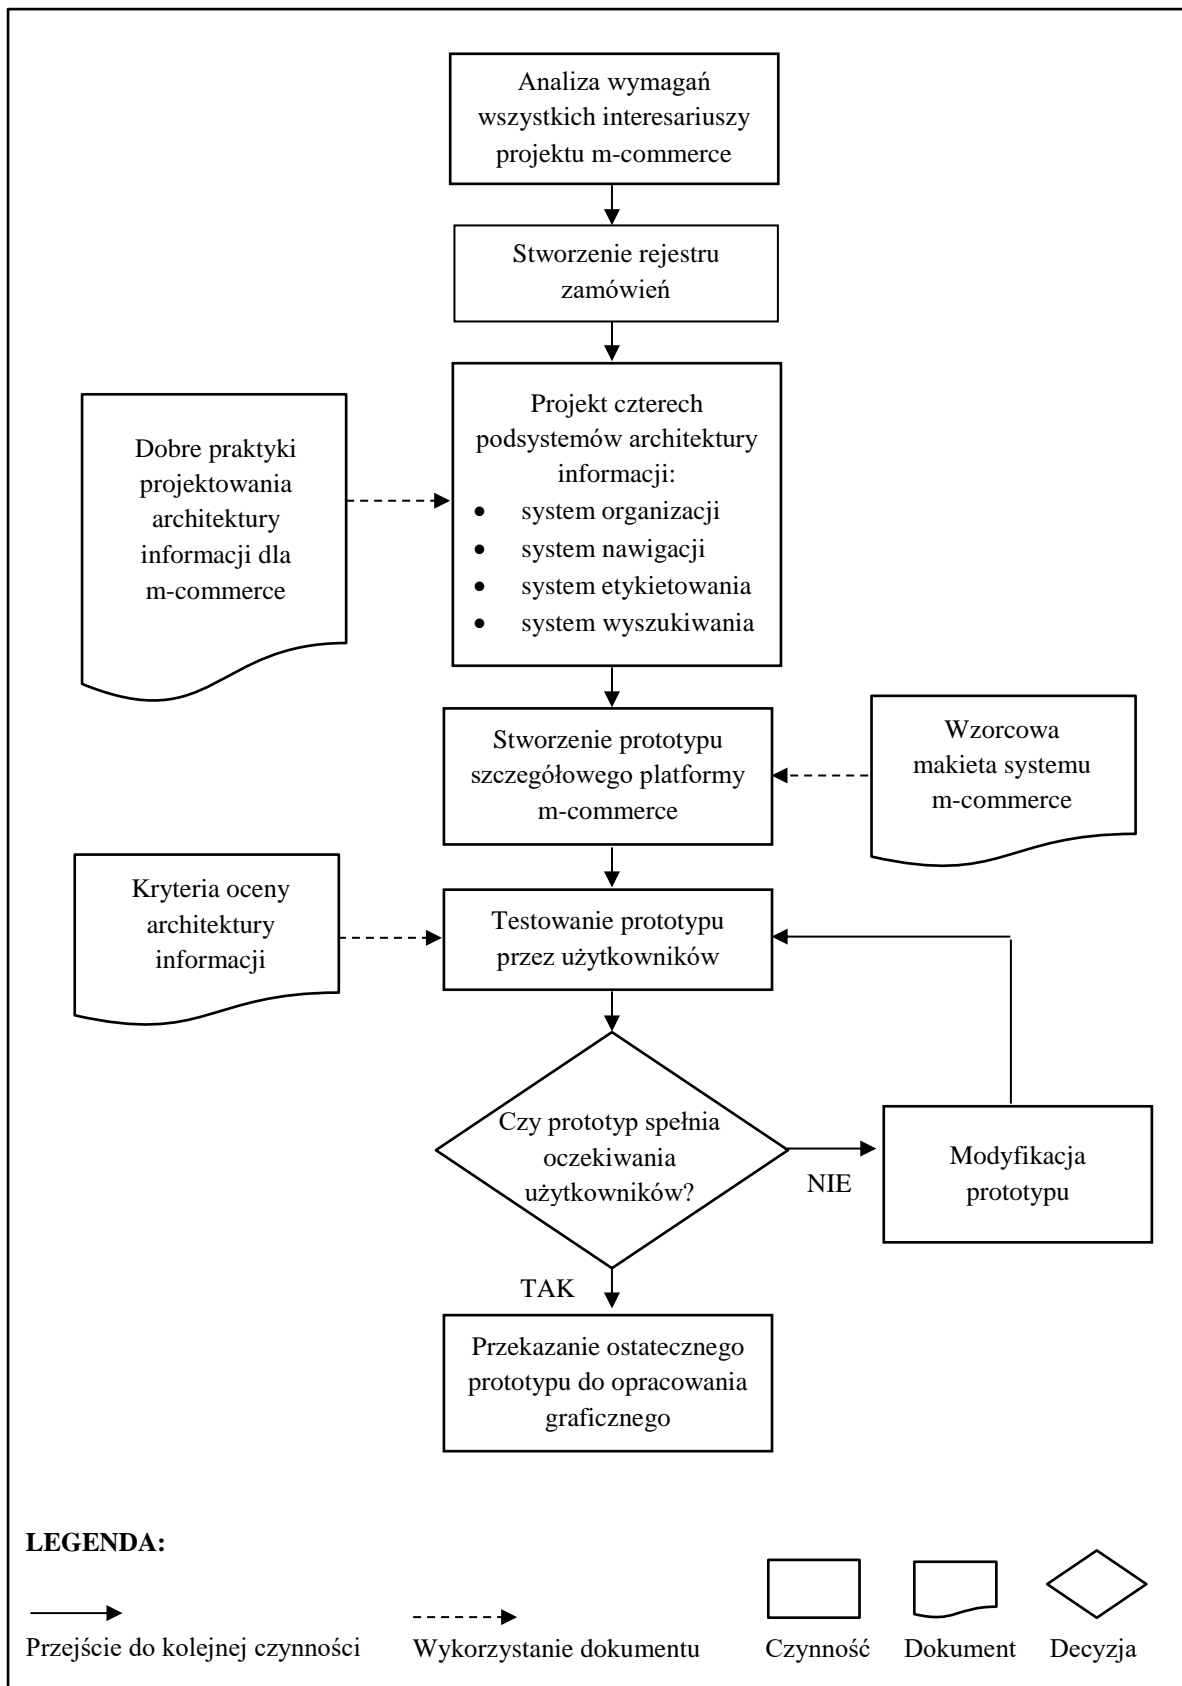 Analiza wymagań
wszystkich interesariuszy
projektu m-commerce
Stworzenie rejestru
zamówień
Dobre praktyki
projektowania
architektury
informacji dla
m-commerce
Projekt czterech
podsystemów architektury
informacji:
• system organizacji
• system nawigacji
• system etykietowania
• system wyszukiwania
Stworzenie prototypu
szczegółowego platformy
m-commerce
Wzorcowa
makieta systemu
m-commerce
Kryteria oceny
architektury
informacji
Testowanie prototypu
przez użytkowników
Czy prototyp spełnia
oczekiwania
użytkowników?
NIE
Modyfikacja
prototypu
TAK
Przekazanie ostatecznego
prototypu do opracowania
graficznego
LEGENDA:
Przejście do kolejnej czynności
Wykorzystanie dokumentu
Czynność
Dokument
Decyzja